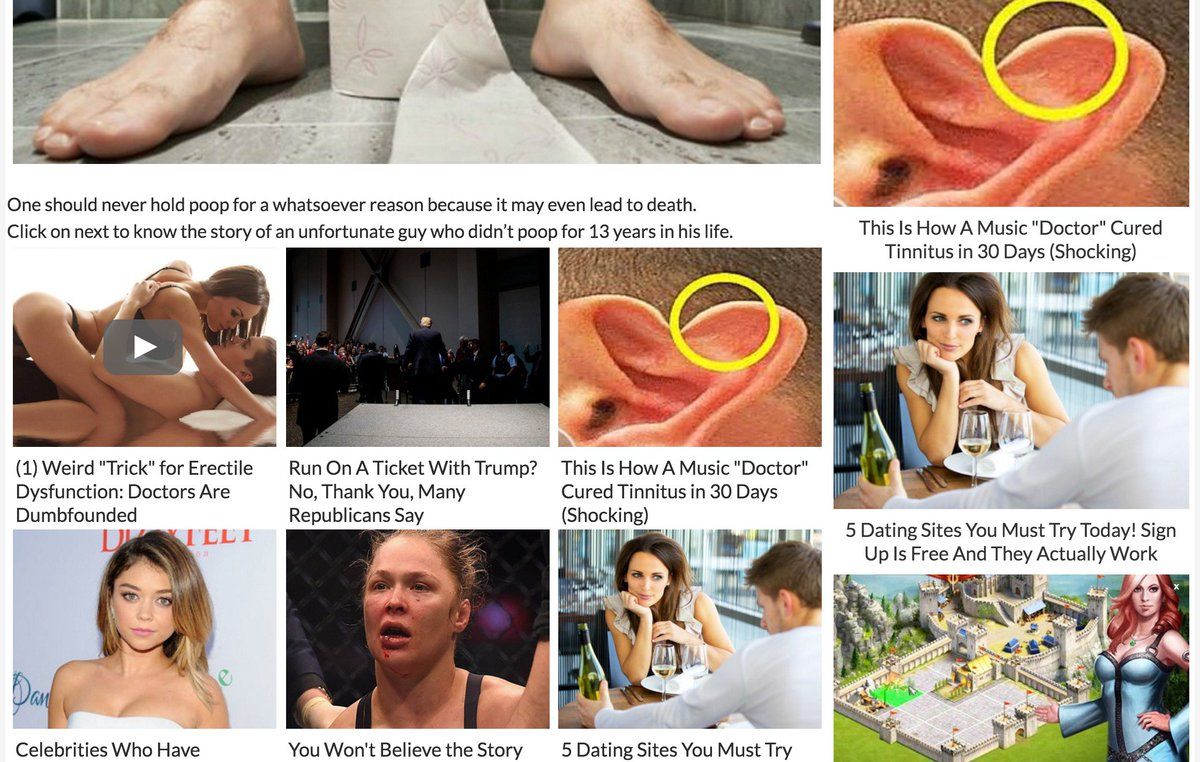 One should never hold poop for a whatsoever reason because it may even lead to death.
Click on next to know the story of an unfortunate guy who didn’t poop for 13 years in his life.
(1) Weird "Trick" for Erectile
Dysfunction: Doctors Are
Dumbfounded
Run On A Ticket With Trump?
No, Thank You, Many
Republicans Say
This Is How A Music "Doctor"
Cured Tinnitus in 30 Days
(Shocking)
Celebrities Who Have
You Won't Believe the Story
5 Dating Sites You Must Try
This Is How A Music "Doctor" Cured
Tinnitus in 30 Days (Shocking)
5 Dating Sites You Must Try Today! Sign
Up Is Free And They Actually Work